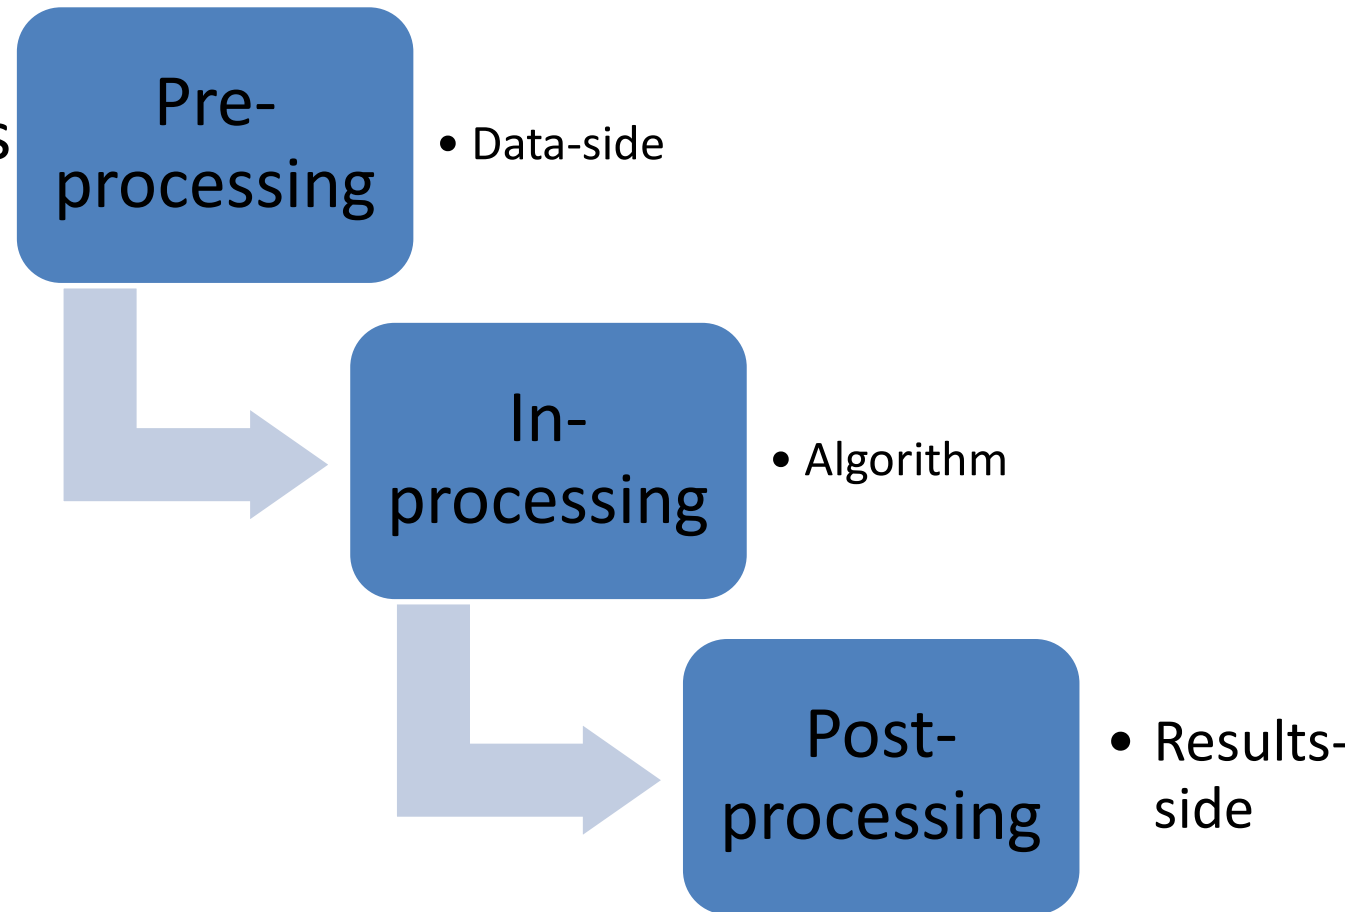 s
Pre-
processing
• Data-side
In-
processing
• Algorithm
Post-
processing
• Results-
side